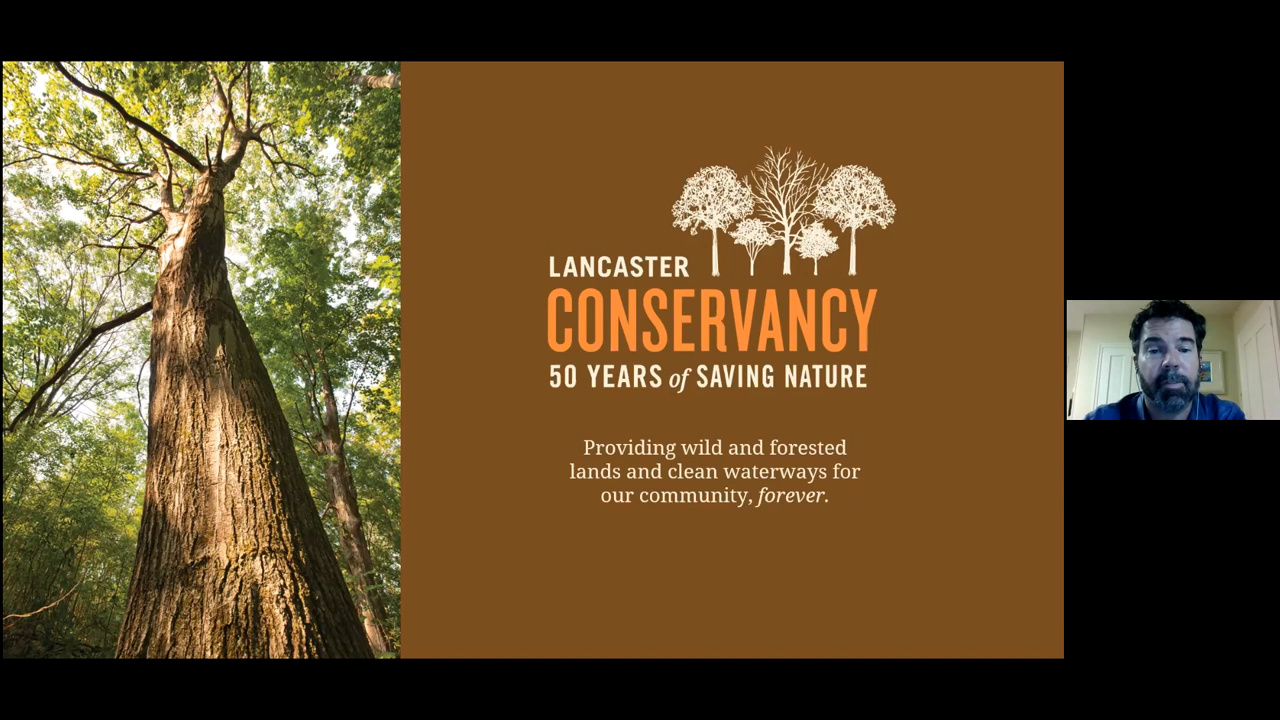 LANCASTER
CONSERVANCY
50 YEARS of SAVING NATURE
Providing wild and forested
lands and clean waterways for
our community, forever.